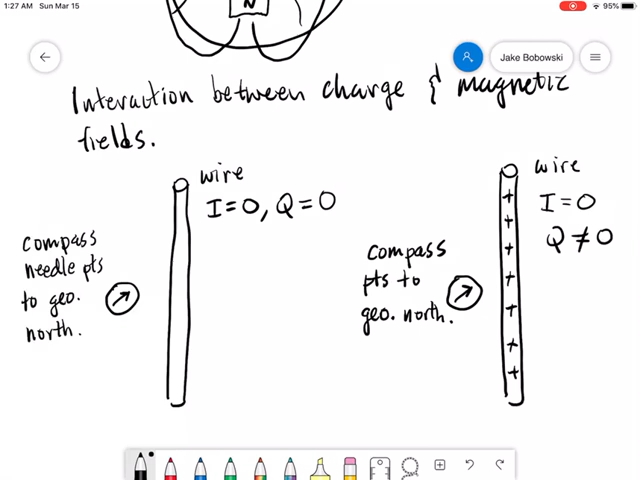 1:27 AM Sun Mar 15
95%
N
Jake Bobowski
Interaction between charge & magnetic
fields.
wire
I=0, Q=0
compass
needle pts
to geo.
north.
wire
I=0
Q≠0
compass
pts to
geo. north.
+
+
+
+
+
+
+